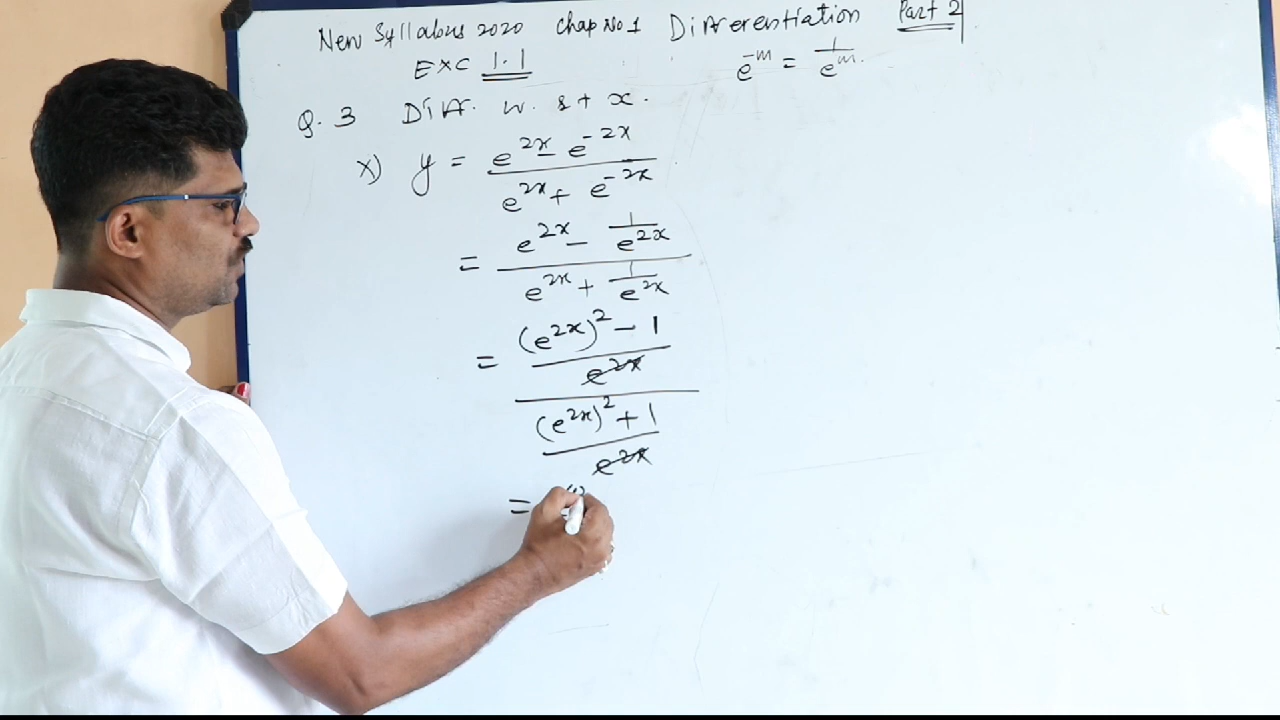 New Syllabus 2020 Chap No 1 Differentiation Part 2
Exc 1.1
e^-m = 1/e^m.
Q. 3 Diff. w. r t x.
x) y = (e^2x - e^-2x)/(e^2x + e^-2x)
= (e^2x - 1/e^2x)/(e^2x + 1/e^2x)
= (((e^2x)^2 - 1)/e^2x)/(((e^2x)^2 + 1)/e^2x)
=